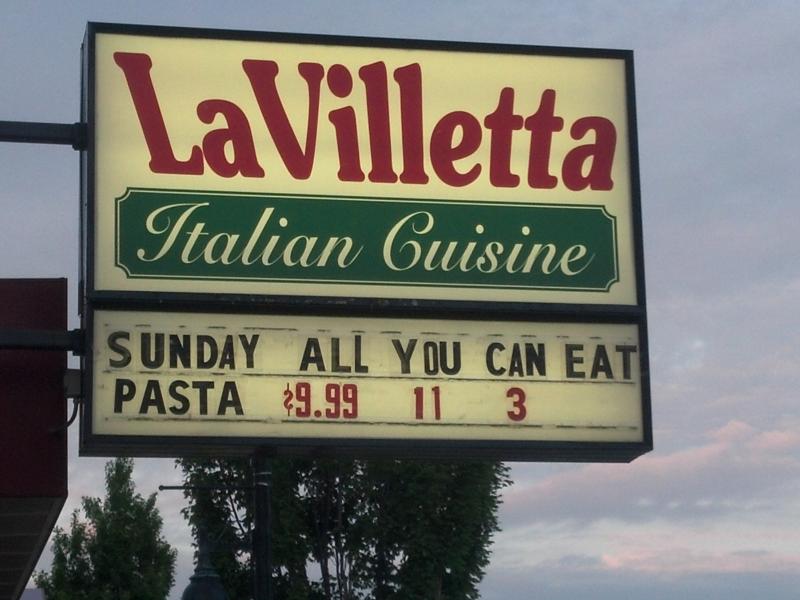 LaVilletta
Italian Cuisine
SUNDAY ALL YOU CAN EAT
PASTA $9.99 11 3